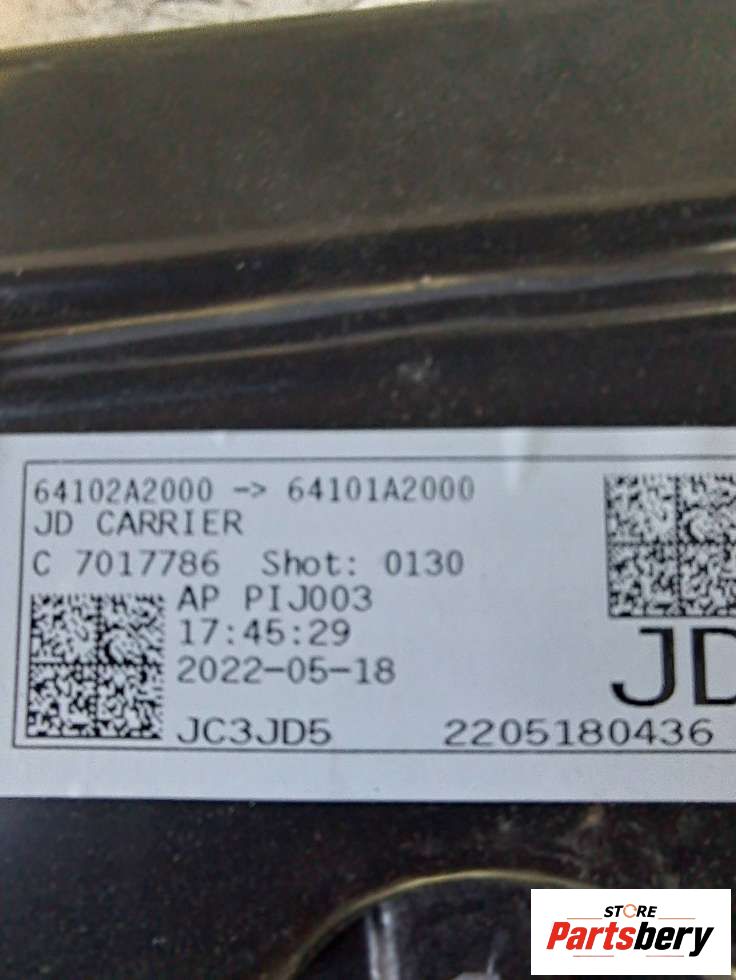 64102A2000 -> 64101A2000
JD CARRIER
C 7017786 Shot: 0130
AP PIJ003
17:45:29
2022-05-18
JD
JC3JD5 2205180436
STORE
Partsbery